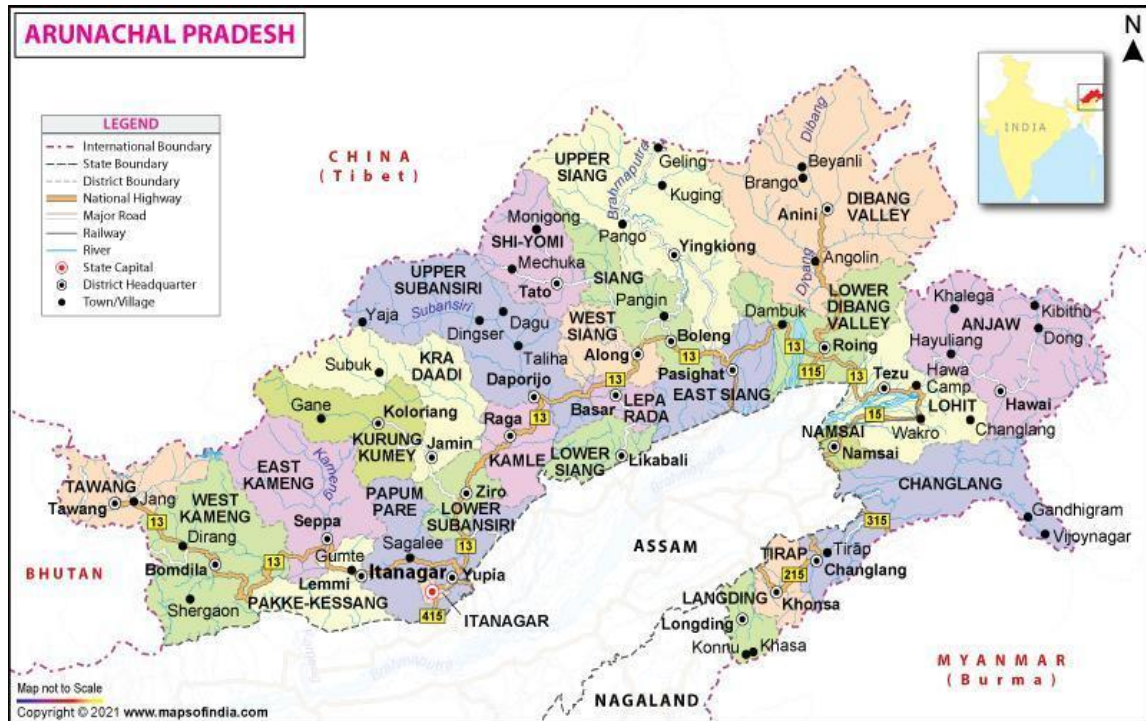 ARUNACHAL PRADESH
N
LEGEND
International Boundary
State Boundary
District Boundary
National Highway
Major Road
Railway
River
State Capital
District Headquarter
Town/Village
INDIA
CHINA
(Tibet)
UPPER
SIANG
Geling
Brahmaputra
Kuging
Pango
Yingkiong
Dibang
Beyanli
Brango
Anini
DIBANG
VALLEY
Angolin
Dibang
Monigong
SHI-YOMI
Mechuka
Tato
SIANG
Pangin
Boleng
UPPER
SUBANSIRI
Subansiri
Yaja
Dagu
Dingser
Taliha
Daporijo
WEST
SIANG
Along
13
13
Pasighat
EAST SIANG
Dambuk
13
LOWER
DIBANG
VALLEY
Roing
115
13
Khalega
Kibithu
ANJAW
Dong
Hayuliang
Hawai
Tezu
Hawa
Camp
LOHIT
15
Wakro
Changlang
NAMSAI
Namsai
KRA
DAADI
Subuk
Gane
Koloriang
KURUNG
KUMEY
Jamin
Raga
13
KAMLE
Basar
LEPA
RADA
LOWER
SIANG
Likabali
CHANGLANG
Gandhigram
Vijoynagar
315
TAWANG
Tawang
Jang
13
WEST
KAMENG
Dirang
Bomdila
Shergaon
EAST
KAMENG
Kameng
Seppa
13
PAPUM
PARE
Ziro
LOWER
SUBANSIRI
13
Sagalee
Gumte
Lemmi
Itanagar
Yupia
PAKKE-KESSANG
415
ITANAGAR
BHUTAN
ASSAM
Brahmaputra
Brahmaputra
TIRAP
Tirap
215
Changlang
LANGDING
Khonsa
Longding
Konnu
Khasa
NAGALAND
MYANMAR
(Burma)
Map not to Scale
Copyright © 2021 www.mapsofindia.com